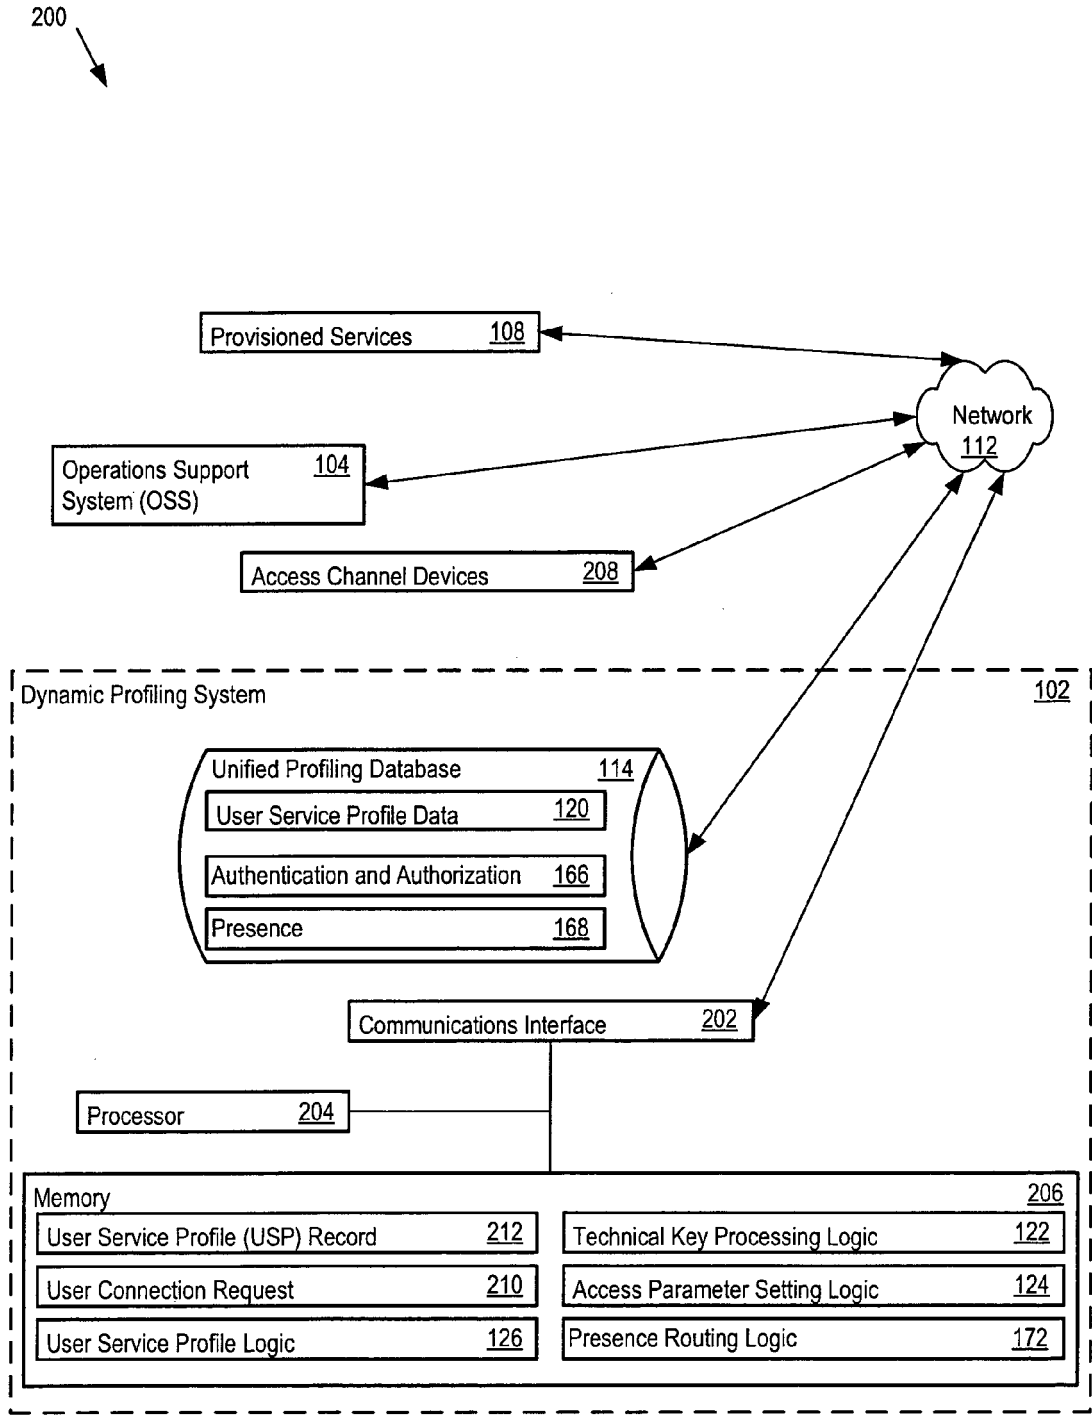 200
Provisioned Services 108
Network
112
Operations Support 104
System (OSS)
Access Channel Devices 208
Dynamic Profiling System 102
Unified Profiling Database 114
User Service Profile Data 120
Authentication and Authorization 166
Presence 168
Communications Interface 202
Processor 204
Memory 206
User Service Profile (USP) Record 212
Technical Key Processing Logic 122
User Connection Request 210
Access Parameter Setting Logic 124
User Service Profile Logic 126
Presence Routing Logic 172